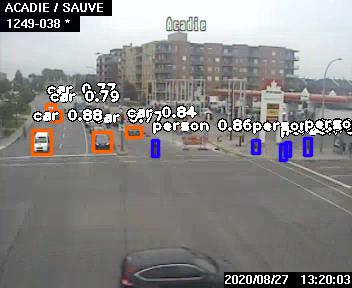 ACADIE / SAUVE
1249-038 *
Acadie
car 0.77
car 0.79
car 0.88
car 0.84
person 0.86
person
2020/08/27 13:20:03